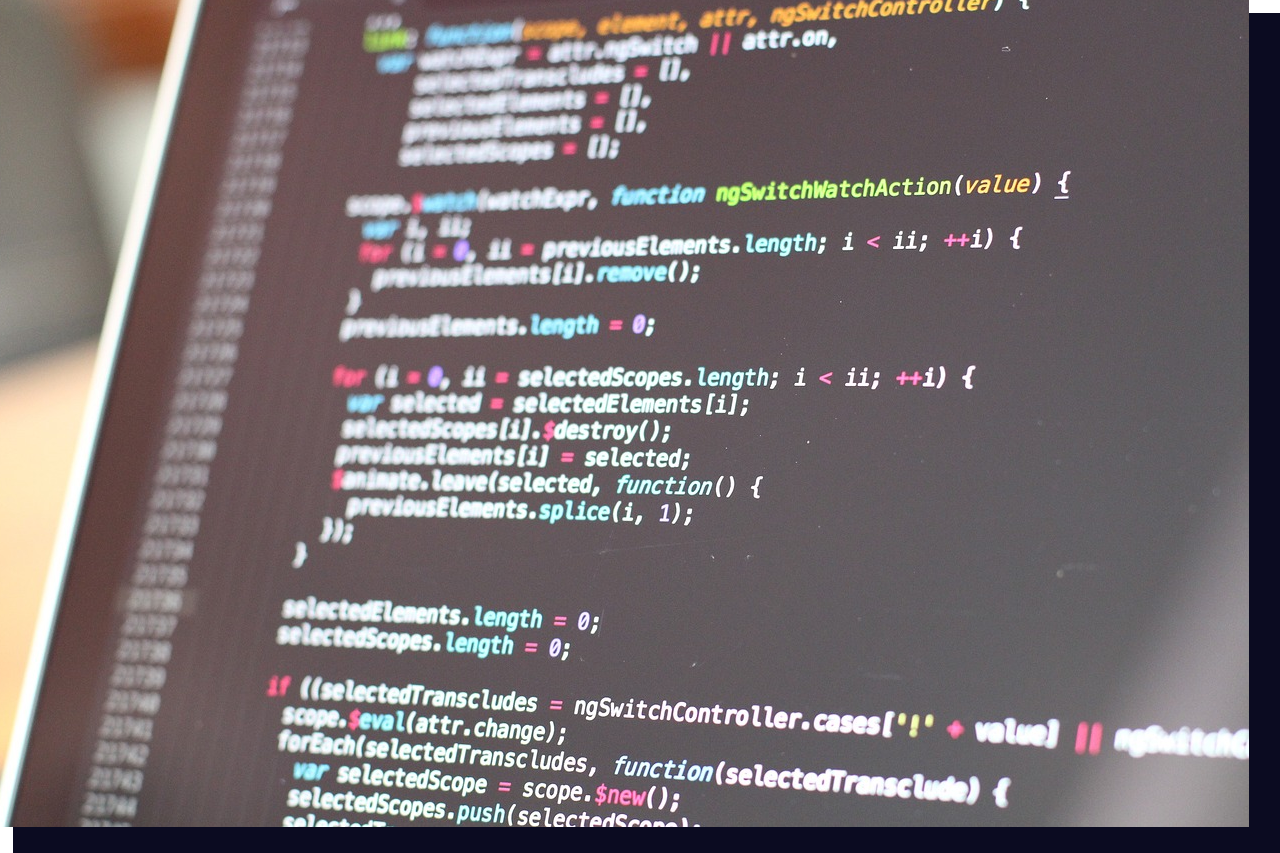 link: function(scope, element, attr, ngSwitchController) {
var watchExpr = attr.ngSwitch || attr.on,
selectedTranscludes = [],
selectedElements = [],
previousElements = [],
selectedScopes = [];
scope.$watch(watchExpr, function ngSwitchWatchAction(value) {
var i, ii;
for (i = 0, ii = previousElements.length; i < ii; ++i) {
previousElements[i].remove();
}
previousElements.length = 0;
for (i = 0, ii = selectedScopes.length; i < ii; ++i) {
var selected = selectedElements[i];
selectedScopes[i].$destroy();
previousElements[i] = selected;
$animate.leave(selected, function() {
previousElements.splice(i, 1);
});
}
selectedElements.length = 0;
selectedScopes.length = 0;
if ((selectedTranscludes = ngSwitchController.cases['!' + value] ||
scope.$eval(attr.change);
forEach(selectedTranscludes, function(selectedTransclude) {
var selectedScope = scope.$new();
selectedScopes.push(selectedScope);